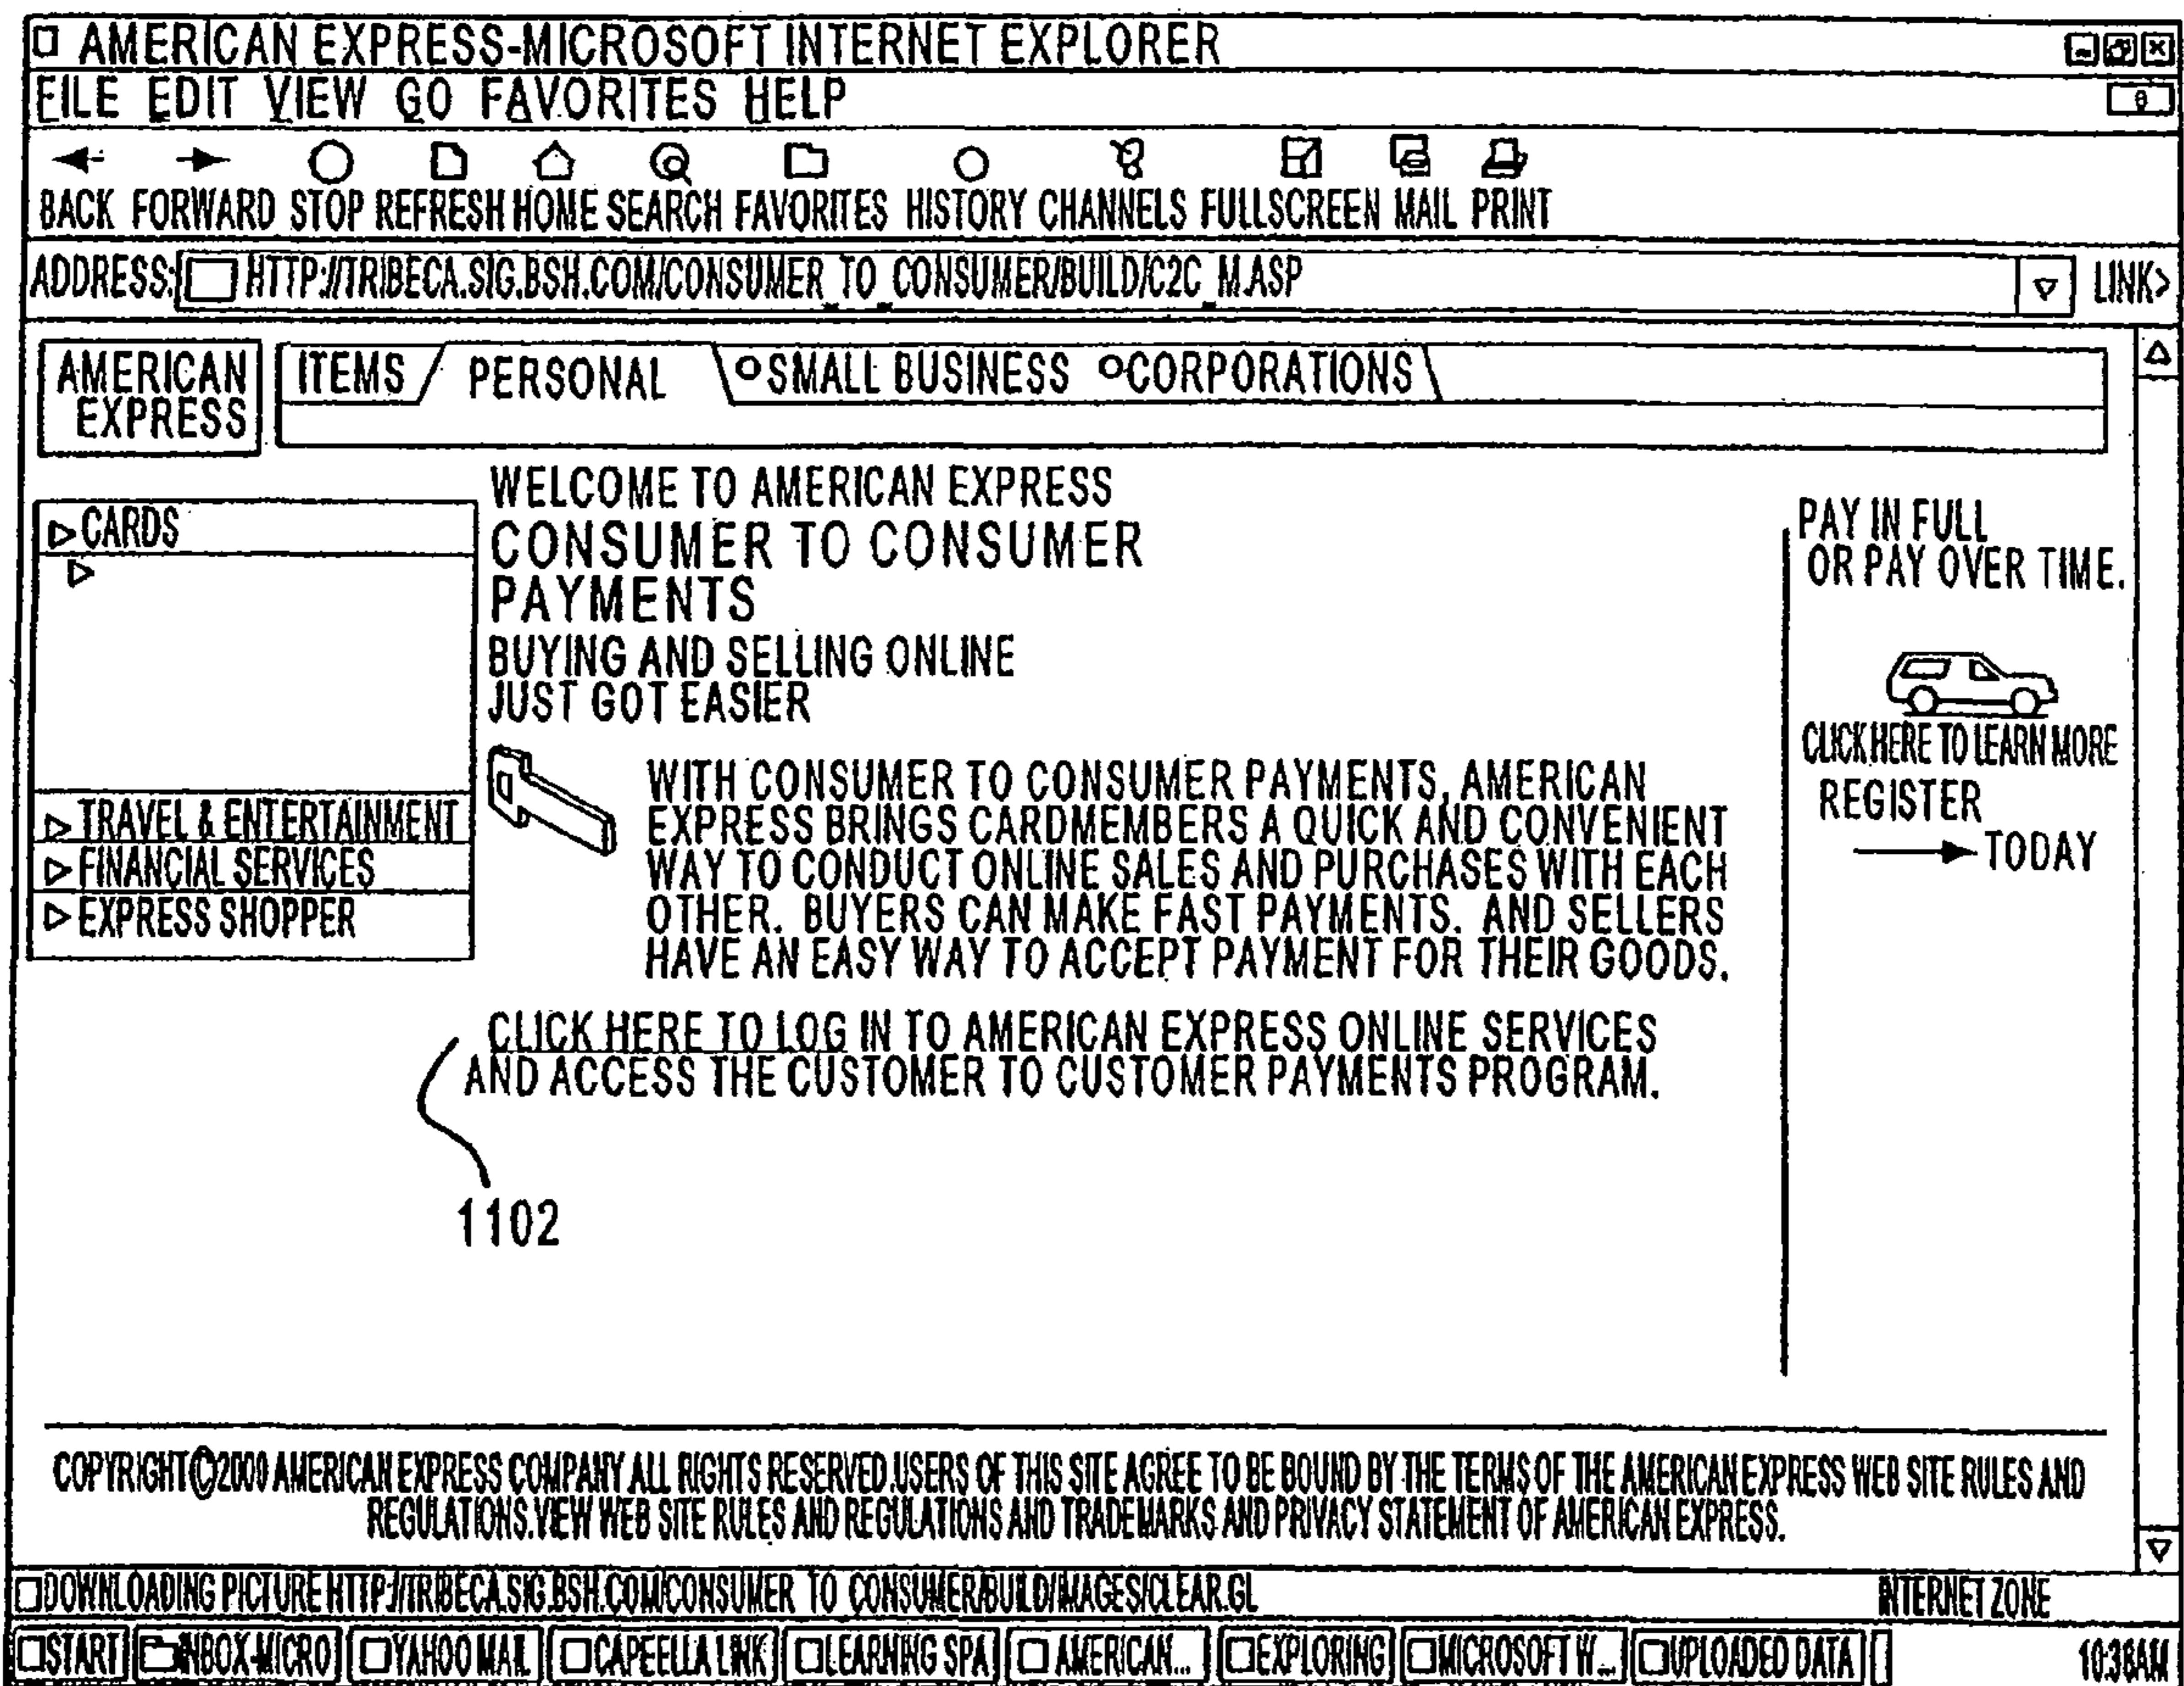 AMERICAN EXPRESS-MICROSOFT INTERNET EXPLORER
FILE EDIT VIEW GO FAVORITES HELP
BACK FORWARD STOP REFRESH HOME SEARCH FAVORITES HISTORY CHANNELS FULLSCREEN MAIL PRINT
ADDRESS: HTTP://TRIBECA.SIG.BSH.COM/CONSUMER_TO_CONSUMER/BUILD/C2C_M.ASP LINK>
AMERICAN
EXPRESS
ITEMS PERSONAL SMALL BUSINESS CORPORATIONS
CARDS
TRAVEL & ENTERTAINMENT
FINANCIAL SERVICES
EXPRESS SHOPPER
WELCOME TO AMERICAN EXPRESS
CONSUMER TO CONSUMER
PAYMENTS
BUYING AND SELLING ONLINE
JUST GOT EASIER
WITH CONSUMER TO CONSUMER PAYMENTS, AMERICAN
EXPRESS BRINGS CARDMEMBERS A QUICK AND CONVENIENT
WAY TO CONDUCT ONLINE SALES AND PURCHASES WITH EACH
OTHER. BUYERS CAN MAKE FAST PAYMENTS. AND SELLERS
HAVE AN EASY WAY TO ACCEPT PAYMENT FOR THEIR GOODS.
CLICK HERE TO LOG IN TO AMERICAN EXPRESS ONLINE SERVICES
AND ACCESS THE CUSTOMER TO CUSTOMER PAYMENTS PROGRAM.
1102
PAY IN FULL
OR PAY OVER TIME.
CLICK HERE TO LEARN MORE
REGISTER
TODAY
COPYRIGHT©2000 AMERICAN EXPRESS COMPANY ALL RIGHTS RESERVED.USERS OF THIS SITE AGREE TO BE BOUND BY THE TERMS OF THE AMERICAN EXPRESS WEB SITE RULES AND
REGULATIONS.VIEW WEB SITE RULES AND REGULATIONS AND TRADEMARKS AND PRIVACY STATEMENT OF AMERICAN EXPRESS.
DOWNLOADING PICTURE HTTP://TRIBECA.SIG.BSH.COM/CONSUMER TO CONSUMER/BUILD/IMAGES/CLEAR.GL INTERNET ZONE
START INBOX-MICRO YAHOO MAIL CAPEELLA LINK LEARNING SPA AMERICAN... EXPLORING MICROSOFT W... UPLOADED DATA 10:38AM